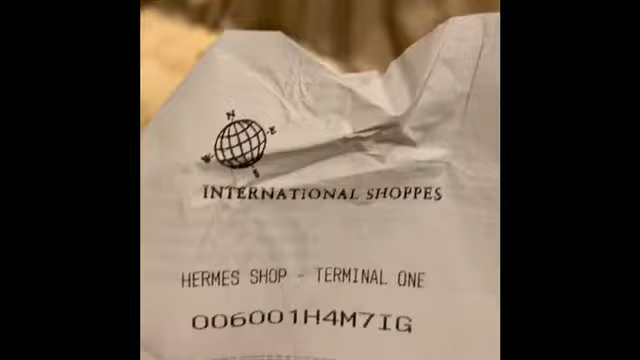 N
E
W
S
INTERNATIONAL SHOPPES
HERMES SHOP - TERMINAL ONE
006001H4M7IG